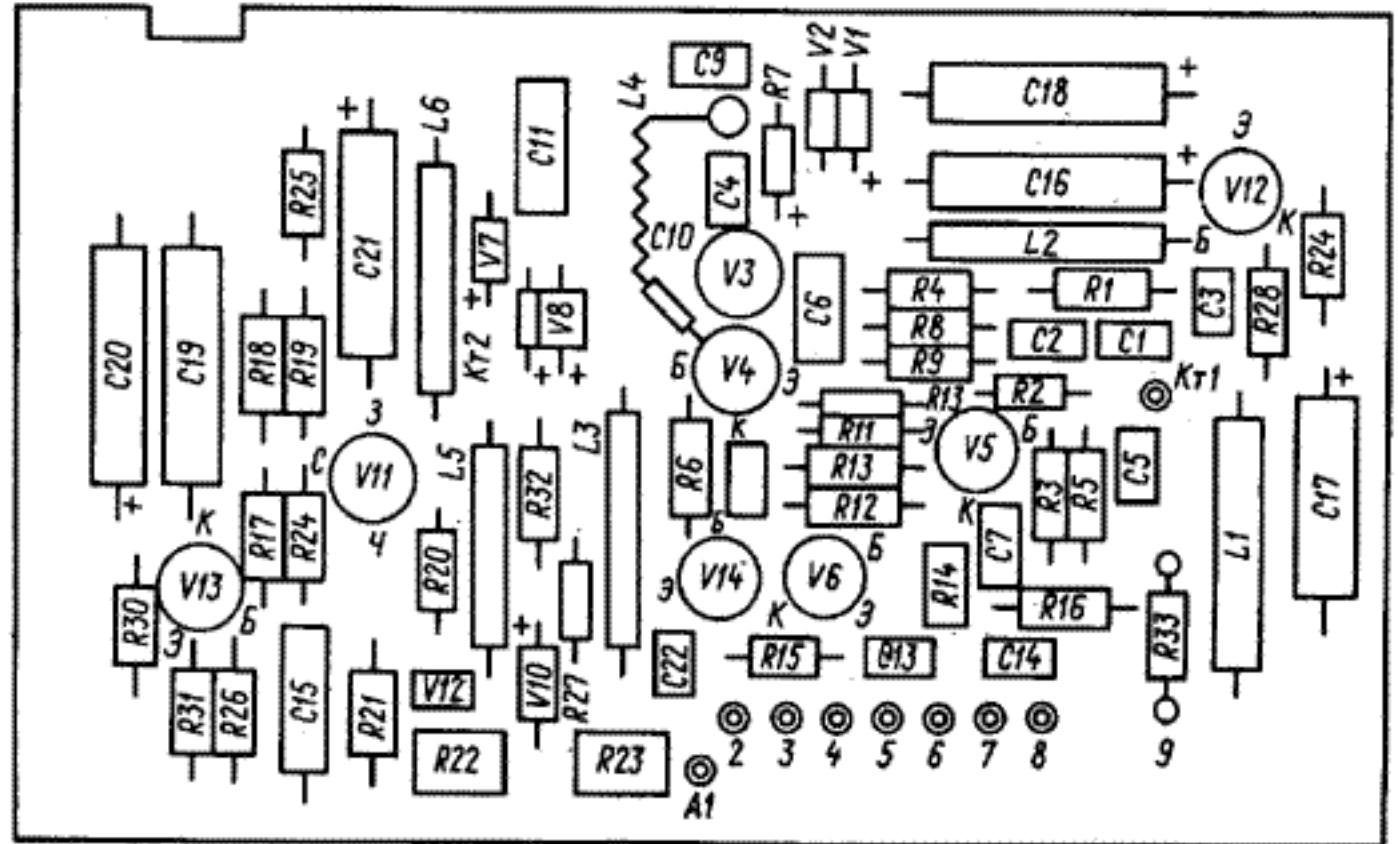 C9
V2
V1
R7
L4
C18
+
Э
L6
+
C11
C16
+
V12
R25
C4
+
+
C21
V7
C10
V3
L2
Б
К
R24
C20
C19
R18
R19
+
Кт2
V8
+
+
C6
R4
R8
R9
R1
C2
C1
C3
R28
Б
V4
Э
К
R13
R2
Кт1
+
З
С
V11
Ч
L5
R32
L3
R6
R11
R13
R12
Э
V5
Б
К
R3
R5
C5
C17
L1
+
К
R17
R24
R20
Б
V14
Э
V6
Б
К
Э
R14
C7
R16
R33
R30
V13
Э
Б
R31
R26
C15
R21
V12
+
V10
R27
C22
R15
C13
C14
R22
R23
A1
2
3
4
5
6
7
8
9